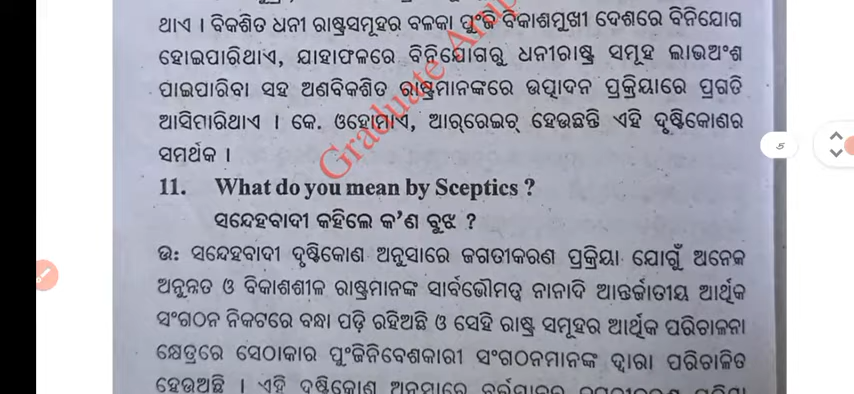 ଥାଏ । ବିକଶିତ ଧନୀ ରାଷ୍ଟ୍ରସମୂହର ବଳକା ପୁଂଜି ବିକାଶମୁଖୀ ଦେଶରେ ବିନିଯୋଗ
ହୋଇପାରିଥାଏ, ଯାହାଫଳରେ ବିନିଯୋଗରୁ ଧନୀରାଷ୍ଟ୍ର ସମୂହ ଲାଭଅଂଶ
ପାଇପାରିବା ସହ ଅଣବିକଶିତ ରାଷ୍ଟ୍ରମାନଙ୍କରେ ଉତ୍ପାଦନ ପ୍ରକ୍ରିୟାରେ ପ୍ରଗତି
ଆସିପାରିଥାଏ । କେ. ଓହୋମାଏ, ଆର୍‌ରେଇଚ୍ ହେଉଛନ୍ତି ଏହି ଦୃଷ୍ଟିକୋଣର
ସମର୍ଥକ ।
Graduate
5
11. What do you mean by Sceptics ?
ସନ୍ଦେହବାଦୀ କହିଲେ କ'ଣ ବୁଝ ?
ଉ: ସନ୍ଦେହବାଦୀ ଦୃଷ୍ଟିକୋଣ ଅନୁସାରେ ଜଗତୀକରଣ ପ୍ରକ୍ରିୟା ଯୋଗୁଁ ଅନେକ
ଅନୁନ୍ନତ ଓ ବିକାଶଶୀଳ ରାଷ୍ଟ୍ରମାନଙ୍କ ସାର୍ବଭୌମତ୍ୱ ନାନାଦି ଆନ୍ତର୍ଜାତୀୟ ଆର୍ଥିକ
ସଂଗଠନ ନିକଟରେ ବନ୍ଧା ପଡ଼ି ରହିଅଛି ଓ ସେହି ରାଷ୍ଟ୍ର ସମୂହର ଆର୍ଥିକ ପରିଚାଳନା
କ୍ଷେତ୍ରରେ ସେଠାକାର ପୁଂଜିନିବେଶକାରୀ ସଂଗଠନମାନଙ୍କ ଦ୍ୱାରା ପରିଚାଳିତ
ହେଉଅଛି । ଏହି ଦୃଷ୍ଟିକୋଣ ଅନୁସାରେ